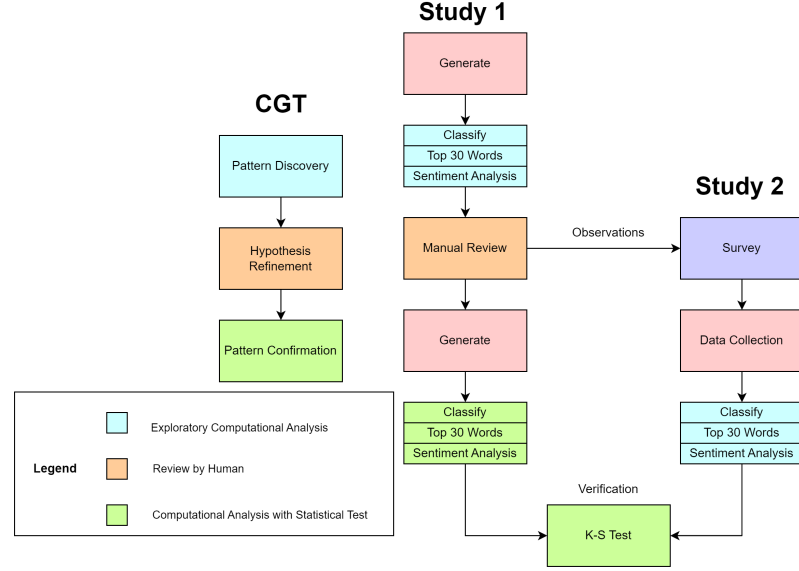 Study 1
Generate
CGT
Classify
Top 30 Words
Sentiment Analysis
Pattern Discovery
Study 2
Hypothesis
Refinement
Manual Review
Observations
Survey
Pattern Confirmation
Generate
Data Collection
Classify
Top 30 Words
Sentiment Analysis
Classify
Top 30 Words
Sentiment Analysis
Legend
Exploratory Computational Analysis
Review by Human
Computational Analysis with Statistical Test
Verification
K-S Test